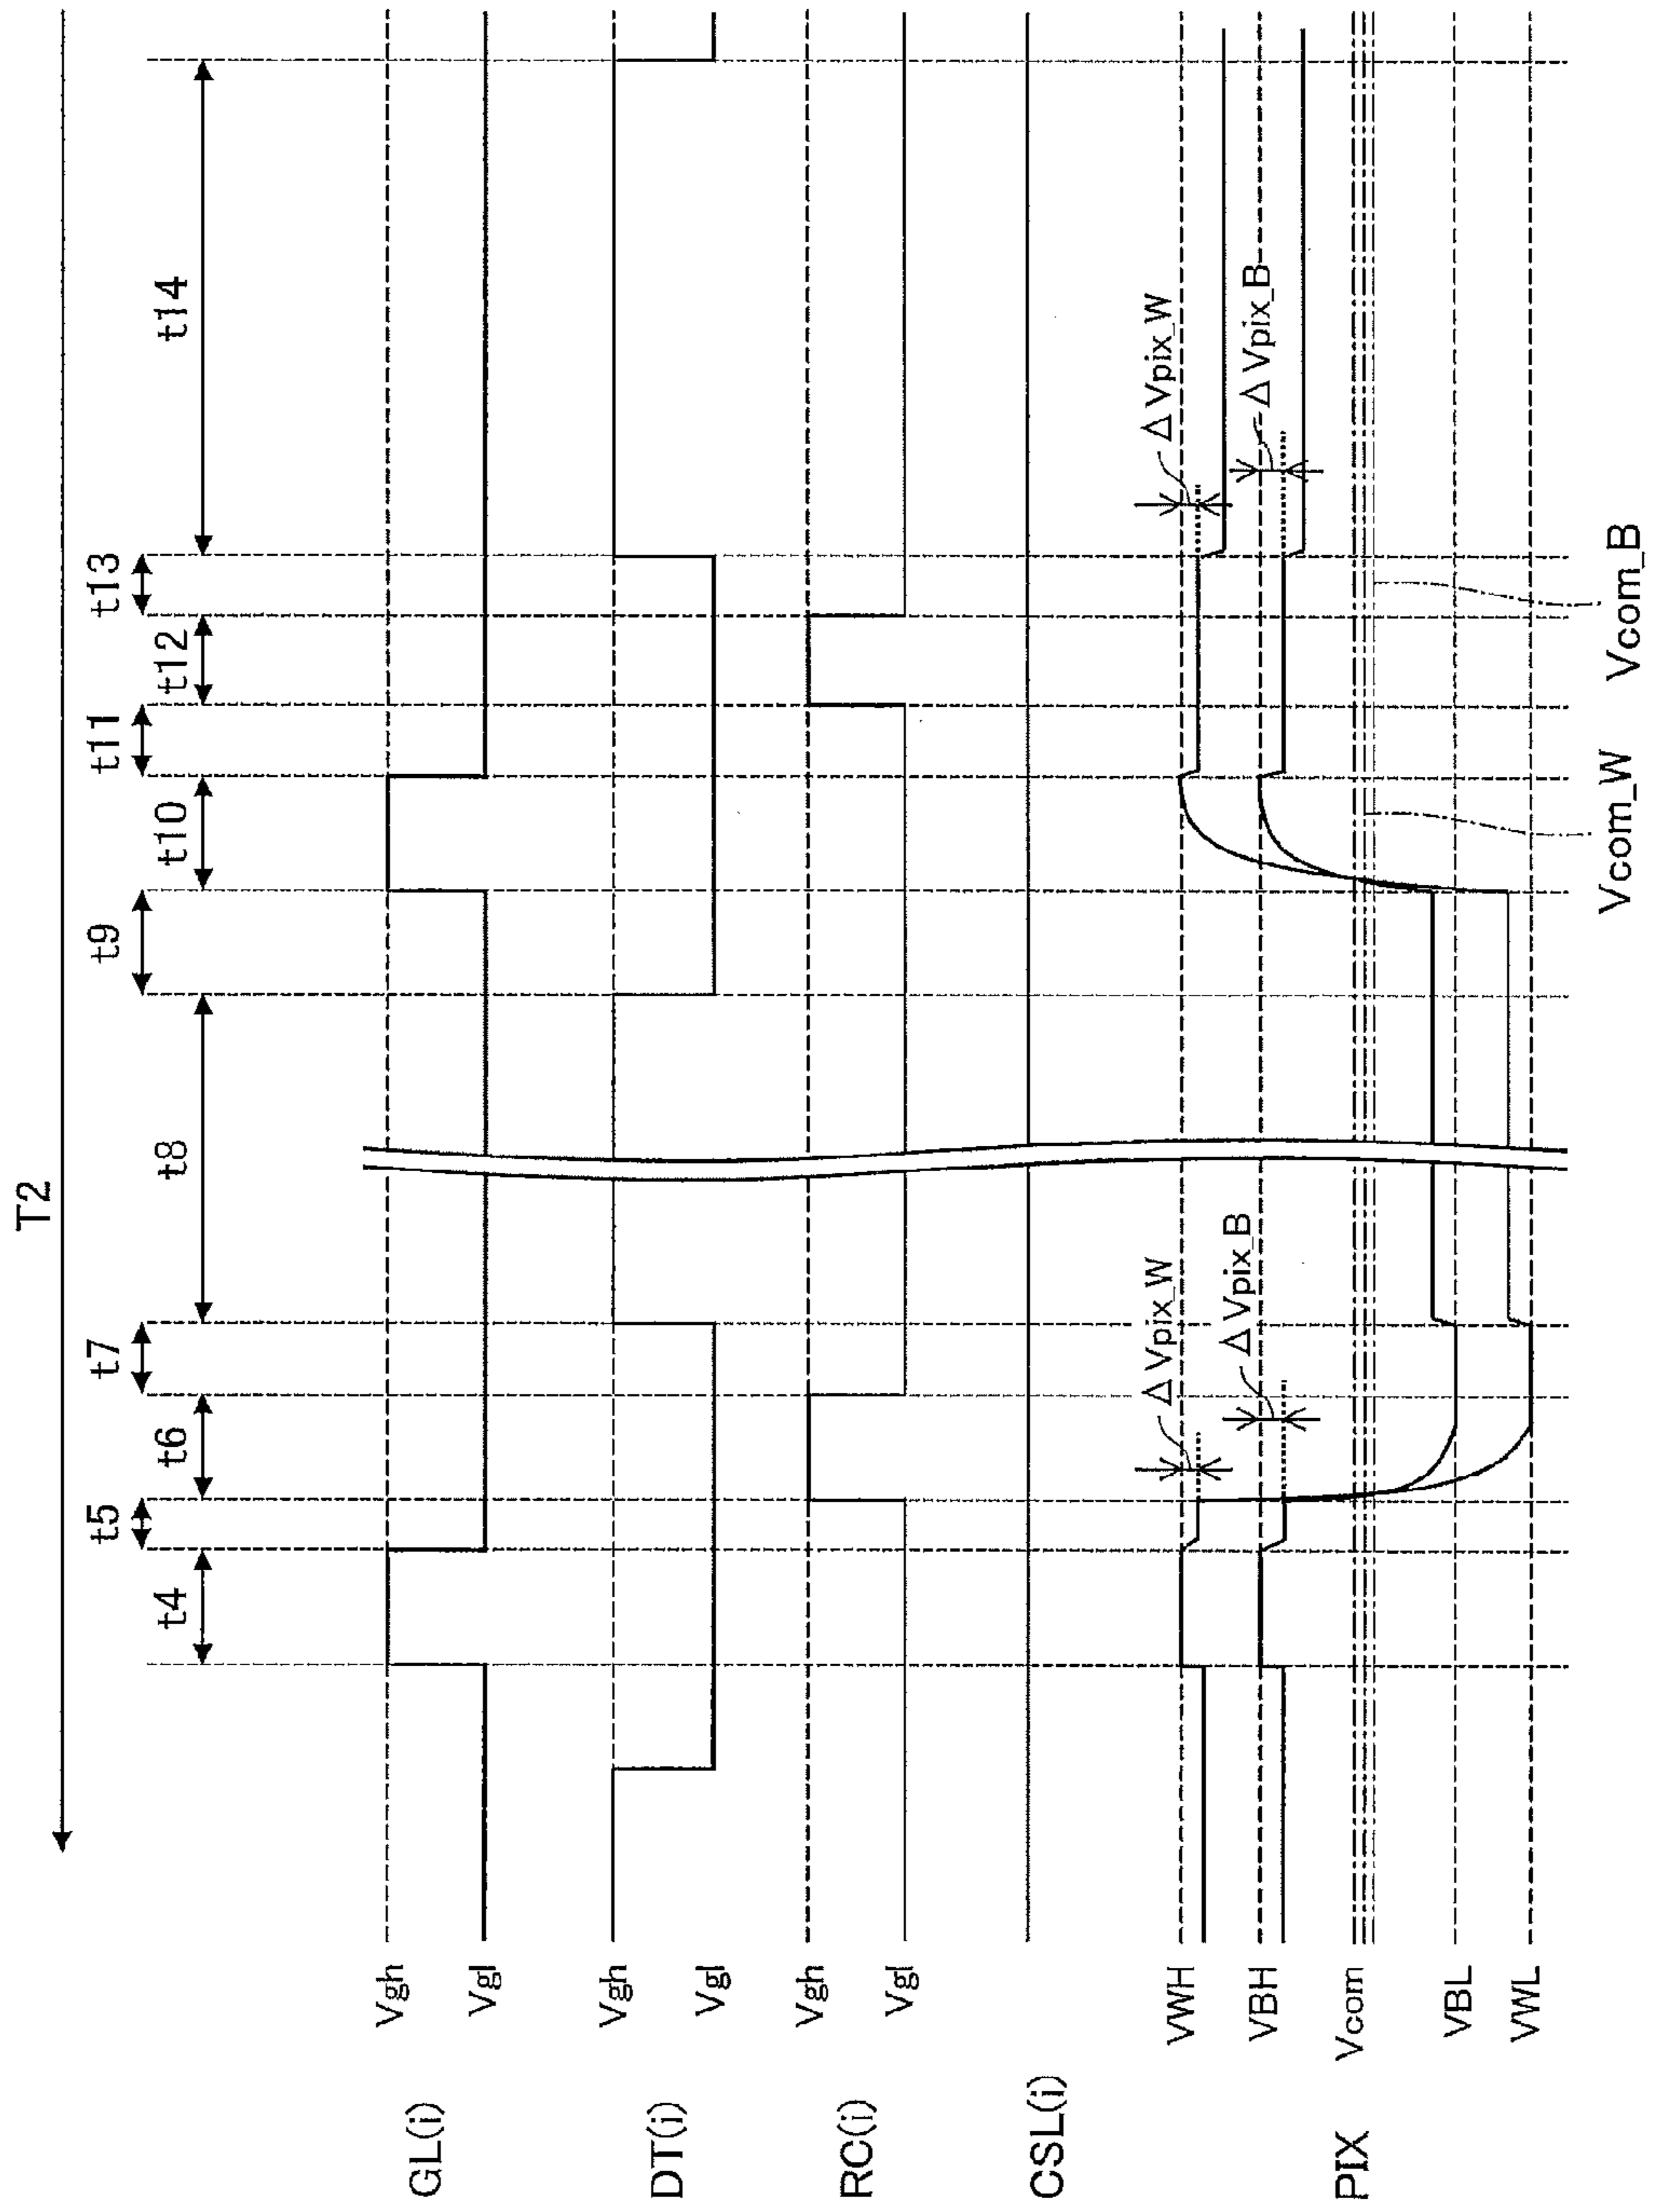 T2
t4
t5
t6
t7
t8
t9
t10
t11
t12
t13
t14
GL(i)
Vgh
Vgl
DT(i)
Vgh
Vgl
RC(i)
Vgh
Vgl
CSL(i)
PIX
VWH
VBH
Vcom
VBL
VWL
ΔVpix_W
ΔVpix_B
ΔVpix_W
ΔVpix_B
Vcom_W
Vcom_B